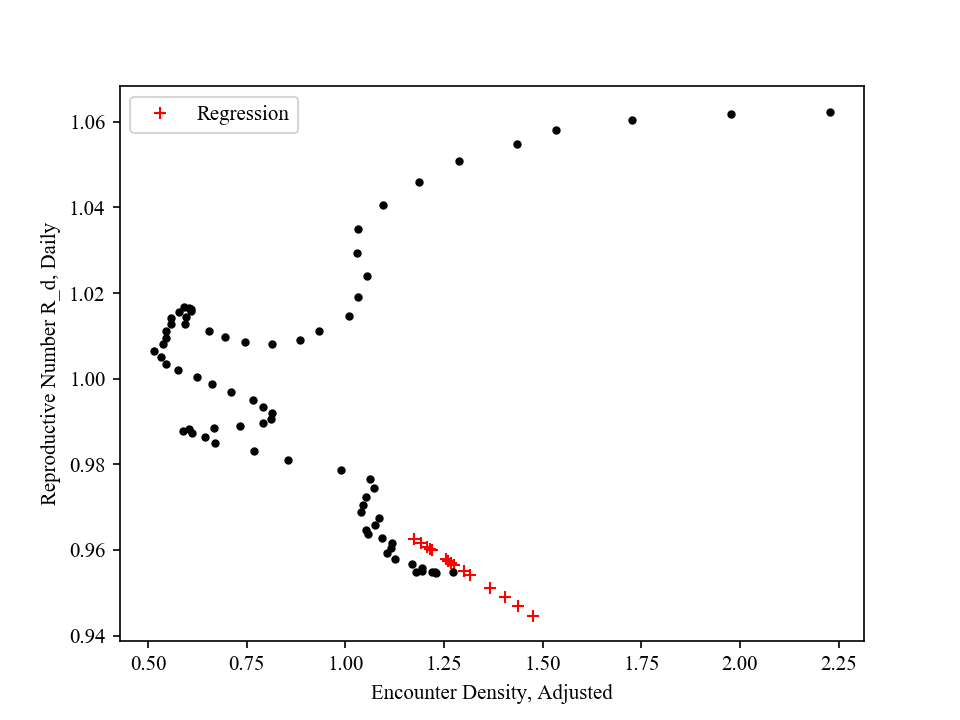 Regression
1.06
1.04
1.02
1.00
0.98
0.96
0.94
Reproductive Number R_d, Daily
0.50 0.75 1.00 1.25 1.50 1.75 2.00 2.25
Encounter Density, Adjusted